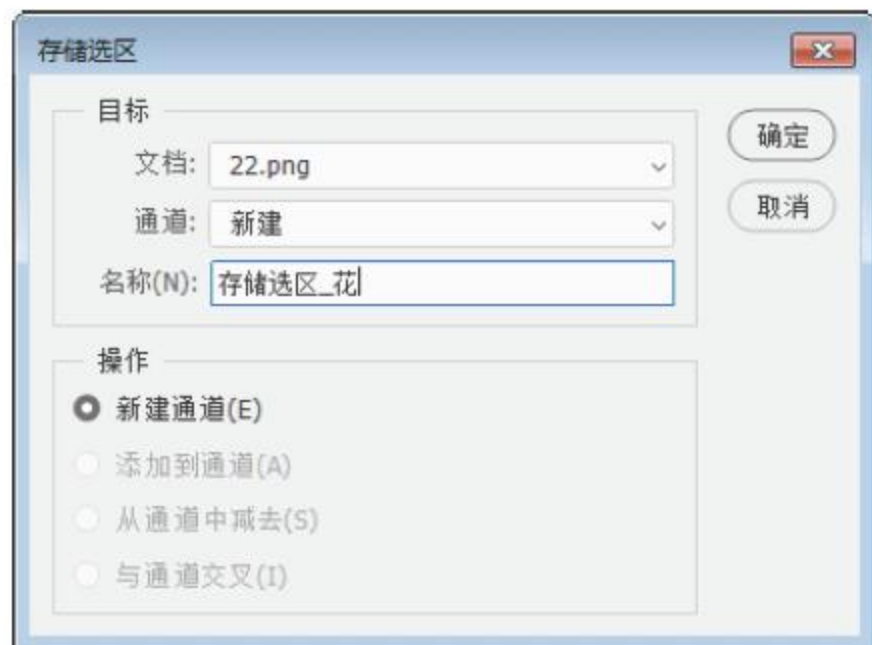 存储选区
目标
文档: 22.png
通道: 新建
名称(N): 存储选区_花
确定
取消
操作
新建通道(E)
添加到通道(A)
从通道中减去(S)
与通道交叉(I)